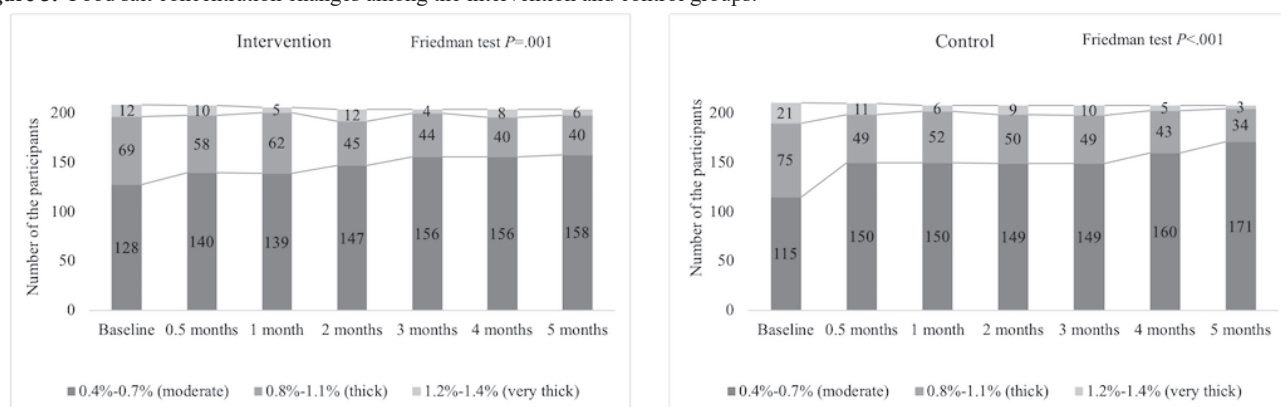 Intervention Friedman test P=.001
Number of the participants
200
150
100
50
0
12 10 5 12 4 8 6
69 58 62 45 44 40 40
128 140 139 147 156 156 158
Baseline 0.5 months 1 month 2 months 3 months 4 months 5 months
0.4%-0.7% (moderate) 0.8%-1.1% (thick) 1.2%-1.4% (very thick)
Control Friedman test P<.001
Number of the participants
200
150
100
50
0
21 11 6 9 10 5 3
75 49 52 50 49 43 34
115 150 150 149 149 160 171
Baseline 0.5 months 1 month 2 months 3 months 4 months 5 months
0.4%-0.7% (moderate) 0.8%-1.1% (thick) 1.2%-1.4% (very thick)